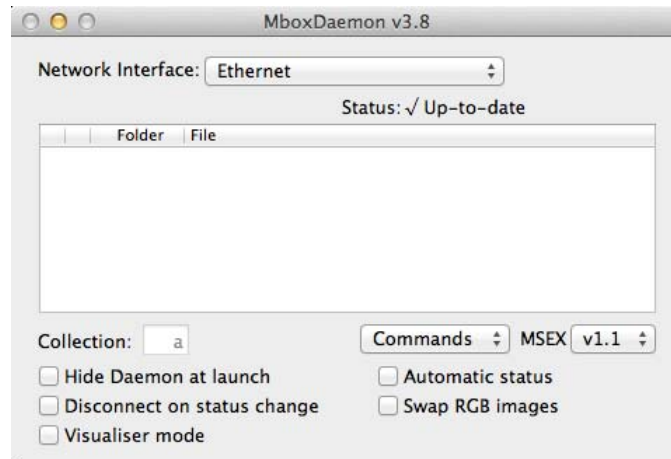 MboxDaemon v3.8
Network Interface: Ethernet
Status: √ Up-to-date
Folder File
Collection: a Commands MSEX v1.1
Hide Daemon at launch Automatic status
Disconnect on status change Swap RGB images
Visualiser mode